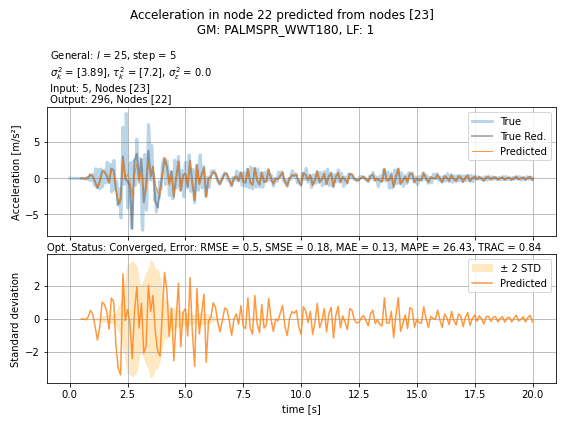 Acceleration in node 22 predicted from nodes [23]
GM: PALMSPR_WWT180, LF: 1
General: l = 25, step = 5
σ²ₖ = [3.89], τ²ₖ = [7.2], σ²ε = 0.0
Input: 5, Nodes [23]
Output: 296, Nodes [22]
Acceleration [m/s²]
5
0
−5
True
True Red.
Predicted
Opt. Status: Converged, Error: RMSE = 0.5, SMSE = 0.18, MAE = 0.13, MAPE = 26.43, TRAC = 0.84
Standard deviation
2
0
−2
± 2 STD
Predicted
0.0 2.5 5.0 7.5 10.0 12.5 15.0 17.5 20.0
time [s]